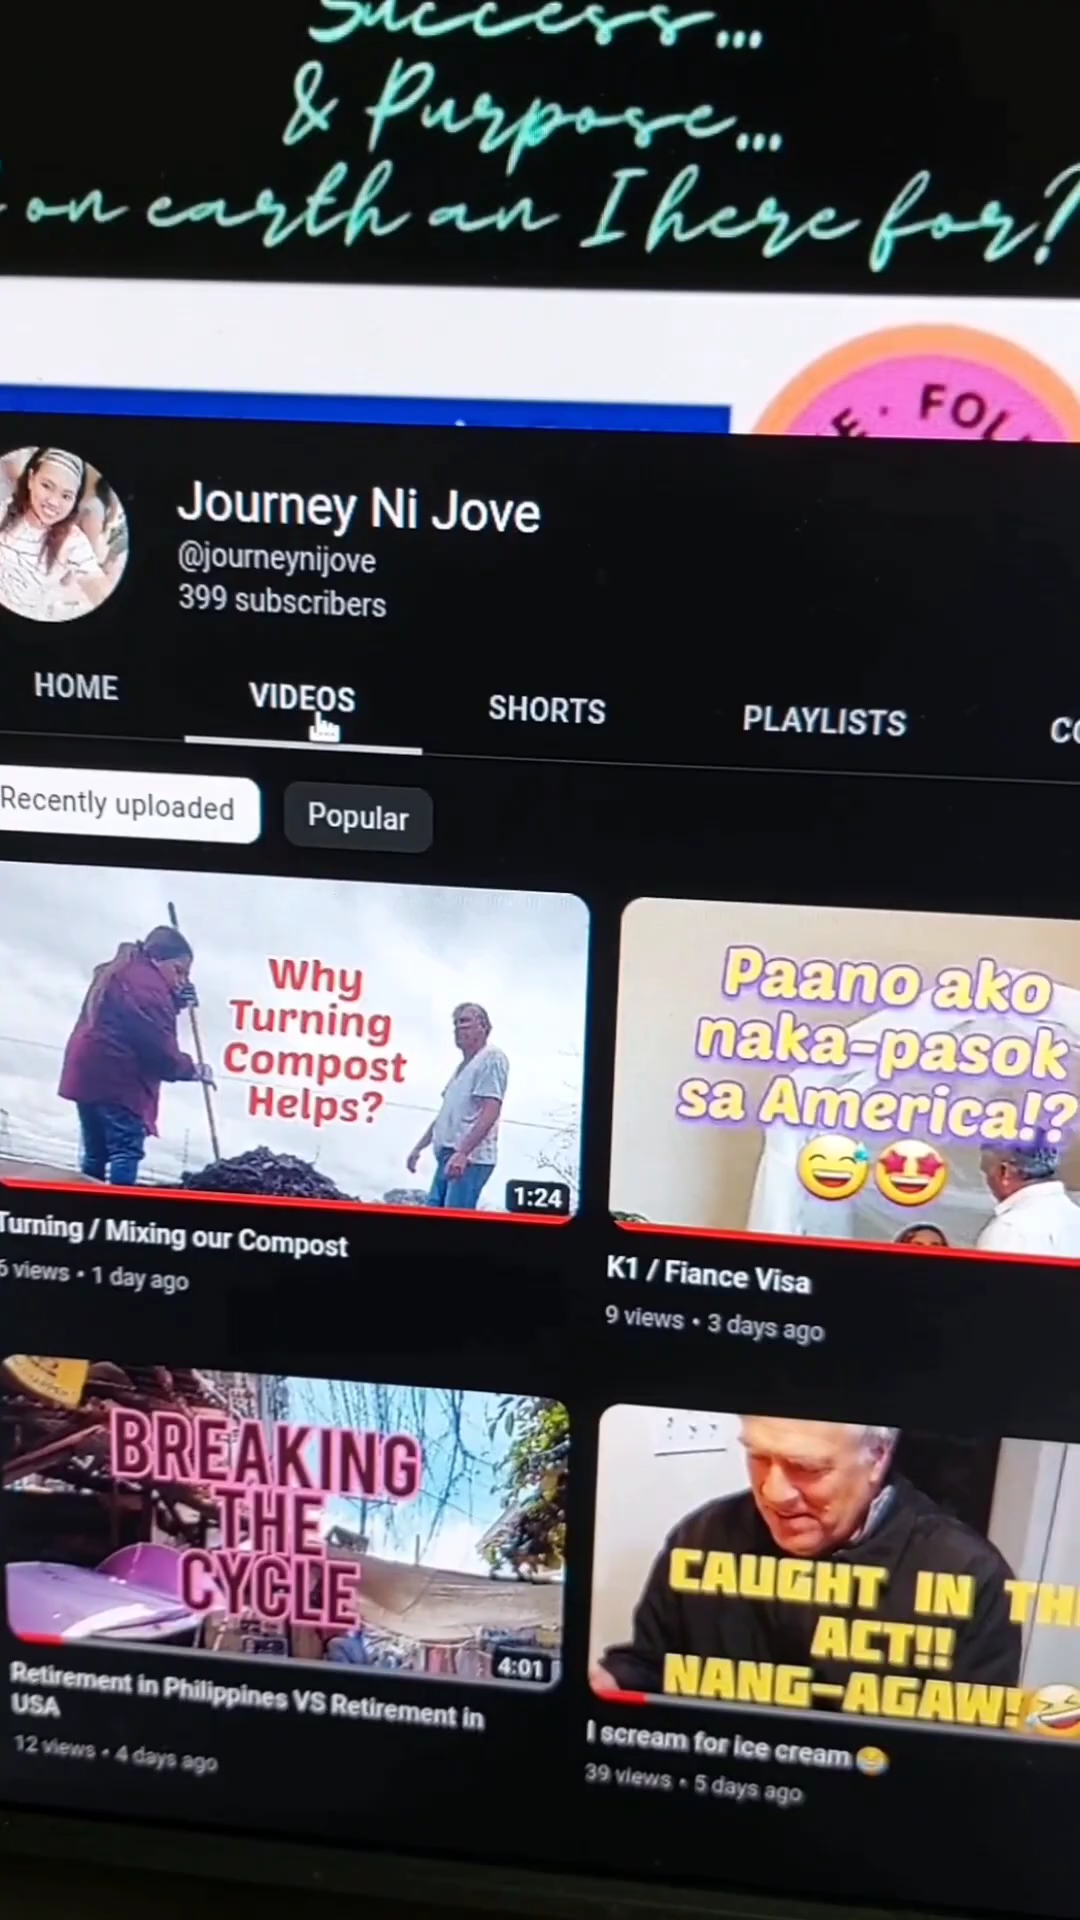 Success...
& Purpose...
on earth an I here for?
E. FOLL
Journey Ni Jove
@journeynijove
399 subscribers
HOME
VIDEOS
SHORTS
PLAYLISTS
Recently uploaded
Popular
Why
Turning
Compost
Helps?
1:24
Turning / Mixing our Compost
6 views • 1 day ago
Paano ako
naka-pasok
sa America!?
😅🤩
K1 / Fiance Visa
9 views • 3 days ago
BREAKING
THE
CYCLE
4:01
Retirement in Philippines VS Retirement in
USA
12 views • 4 days ago
CAUGHT IN TH
ACT!!
NANG-AGAW!🤣
I scream for ice cream 😂
39 views • 5 days ago